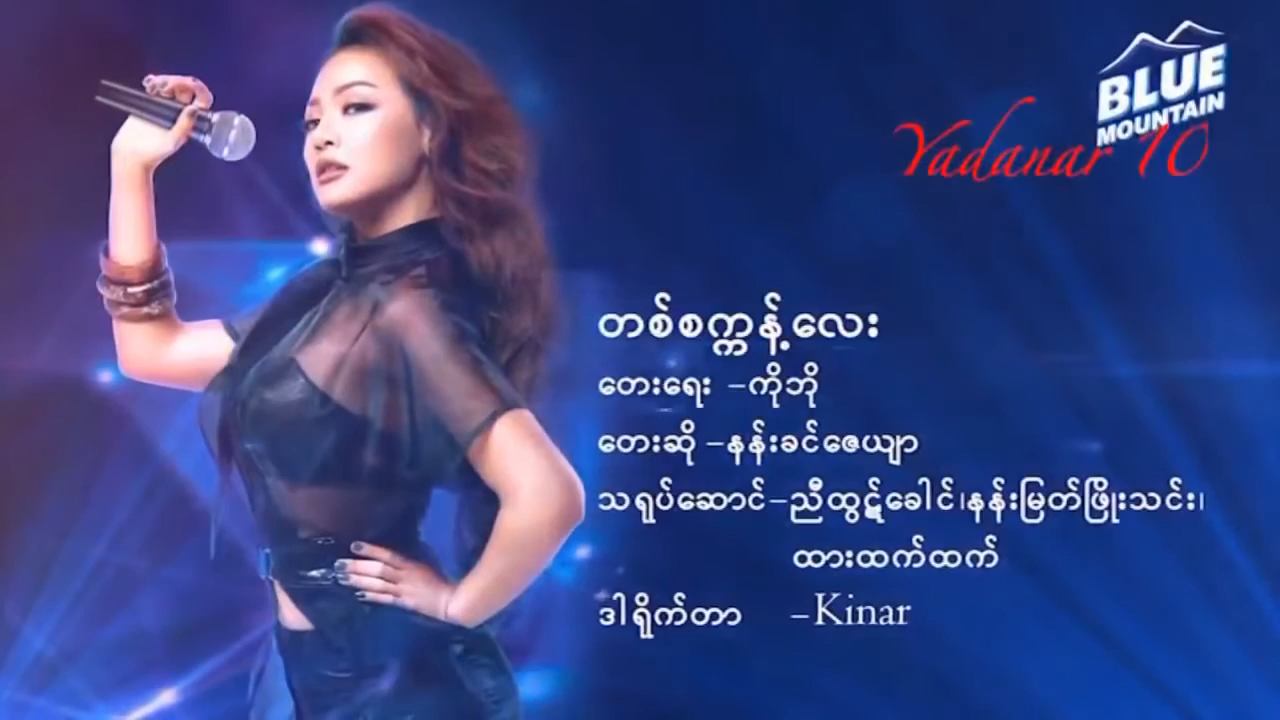 BLUE
MOUNTAIN
Yadanar 10
တစ်စက္ကန့်လေး
တေးရေး -ကိုဘို
တေးဆို -နန်းခင်ဇေယျာ
သရုပ်ဆောင်-ညီထွဋ်ခေါင်၊နန်းမြတ်ဖြိုးသင်း၊
ထားထက်ထက်
ဒါရိုက်တာ -Kinar